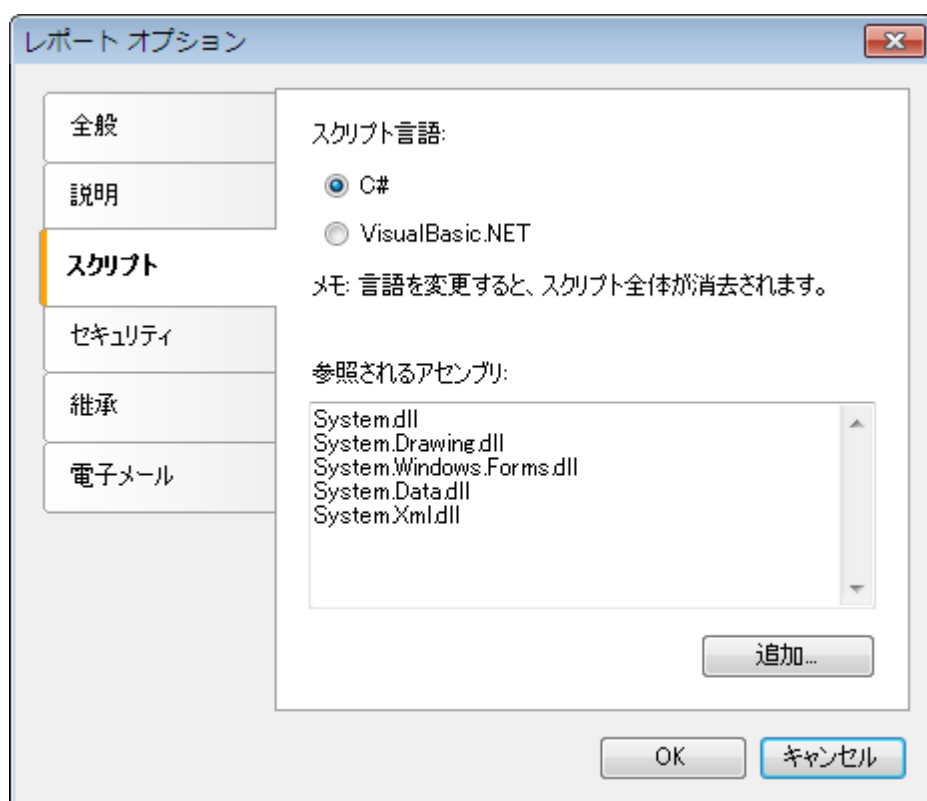 レポート オプション
全般
説明
スクリプト
セキュリティ
継承
電子メール
スクリプト言語:
C#
VisualBasic.NET
メモ: 言語を変更すると、スクリプト全体が消去されます。
参照されるアセンブリ:
System.dll
System.Drawing.dll
System.Windows.Forms.dll
System.Data.dll
System.Xml.dll
追加...
OK
キャンセル